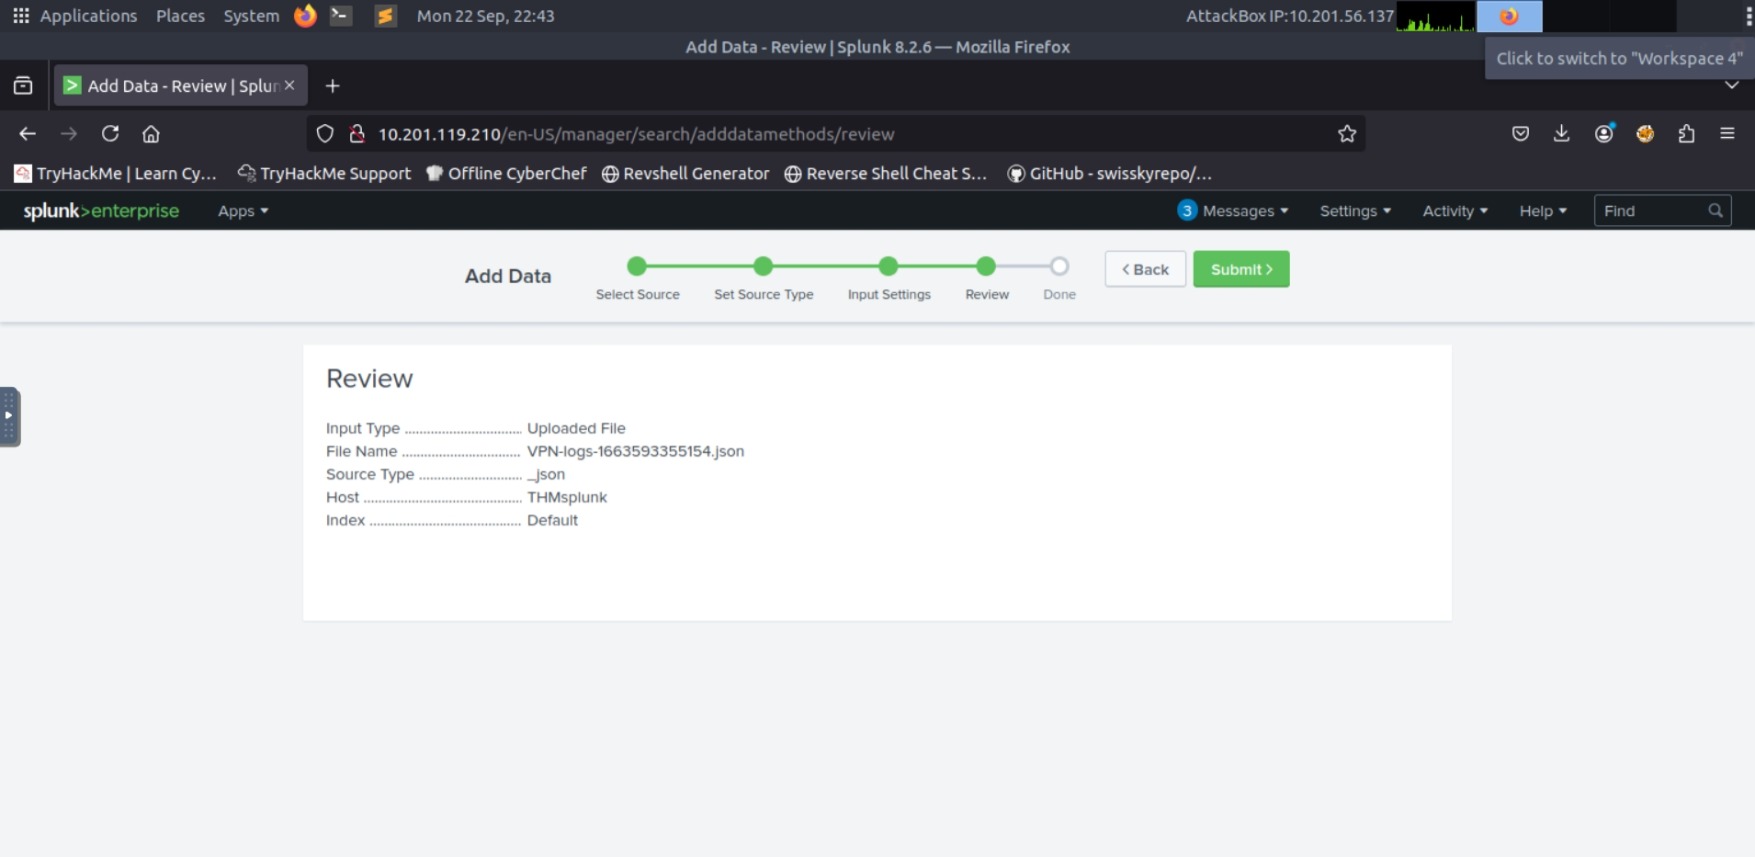 Applications Places System Mon 22 Sep, 22:43 AttackBox IP:10.201.56.137
Add Data - Review | Splunk 8.2.6 — Mozilla Firefox
Click to switch to "Workspace 4"
Add Data - Review | Splun
10.201.119.210/en-US/manager/search/adddatamethods/review
TryHackMe | Learn Cy... TryHackMe Support Offline CyberChef Revshell Generator Reverse Shell Cheat S... GitHub - swisskyrepo/...
splunk>enterprise Apps 3 Messages Settings Activity Help Find
Add Data
Select Source Set Source Type Input Settings Review Done
< Back Submit >
Review
Input Type ............................. Uploaded File
File Name ............................. VPN-logs-1663593355154.json
Source Type ......................... _json
Host ...................................... THMsplunk
Index ..................................... Default